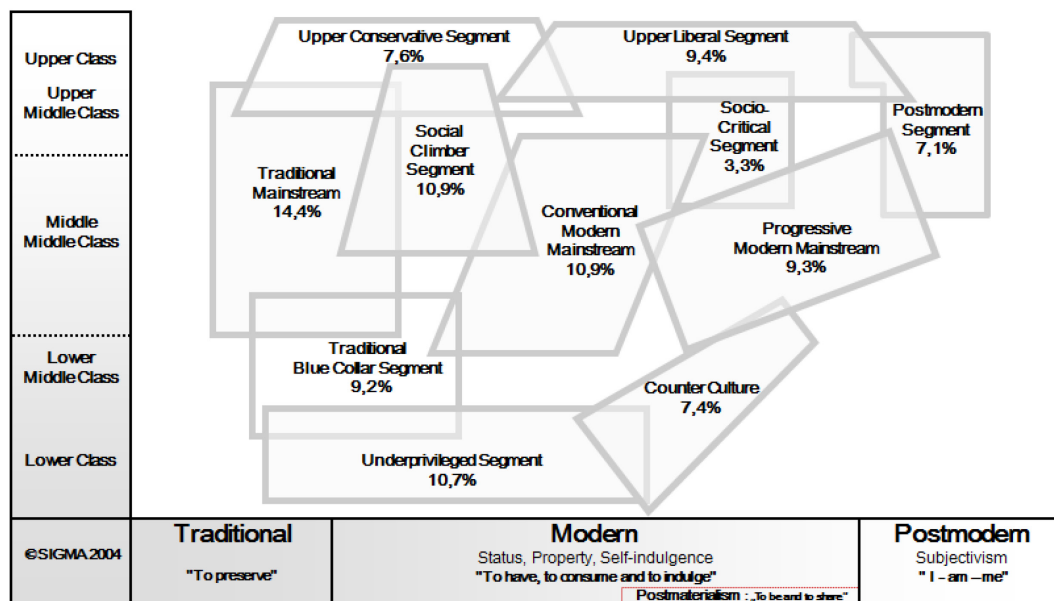 Upper Class
Upper
Middle Class
Middle
Middle Class
Lower
Middle Class
Lower Class
Upper Conservative Segment
7,6%
Upper Liberal Segment
9,4%
Social
Climber
Segment
10,9%
Socio-
Critical
Segment
3,3%
Postmodern
Segment
7,1%
Traditional
Mainstream
14,4%
Conventional
Modern
Mainstream
10,9%
Progressive
Modern Mainstream
9,3%
Traditional
Blue Collar Segment
9,2%
Counter Culture
7,4%
Underprivileged Segment
10,7%
©SIGMA 2004
Traditional
"To preserve"
Modern
Status, Property, Self-indulgence
"To have, to consume and to indulge"
Postmaterialism : „To be and to share"
Postmodern
Subjectivism
" I – am – me"